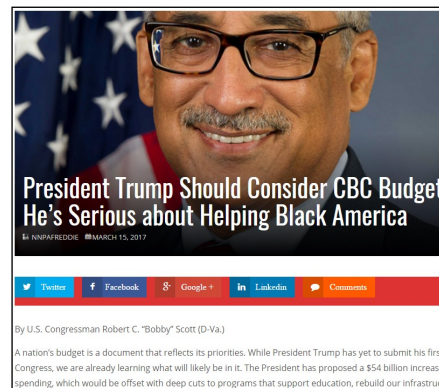 President Trump Should Consider CBC Budget
He's Serious about Helping Black America
NNPAFREDDIE MARCH 15, 2017
Twitter Facebook Google + Linkedin Comments
By U.S. Congressman Robert C. "Bobby" Scott (D-Va.)
A nation's budget is a document that reflects its priorities. While President Trump has yet to submit his firs
Congress, we are already learning what will likely be in it. The President has proposed a $54 billion increas
spending, which would be offset with deep cuts to programs that support education, rebuild our infrastru